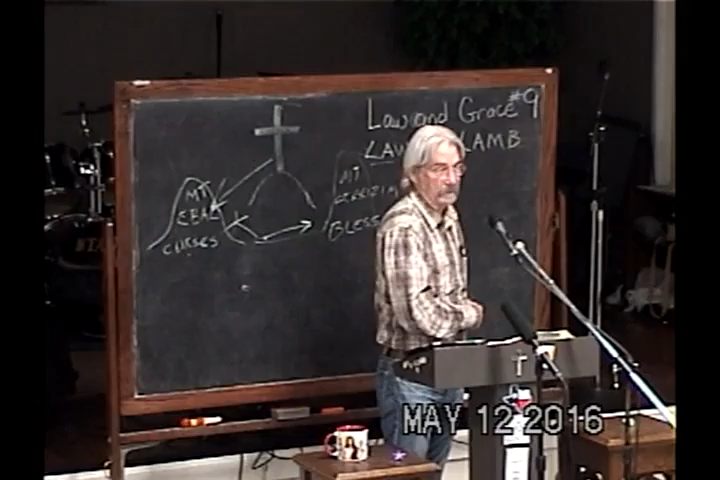 Law and Grace #9
LAW LAMB
MT
EBAL
CURSES
MT
GERIZIM
BLESS
MAY 12 2016